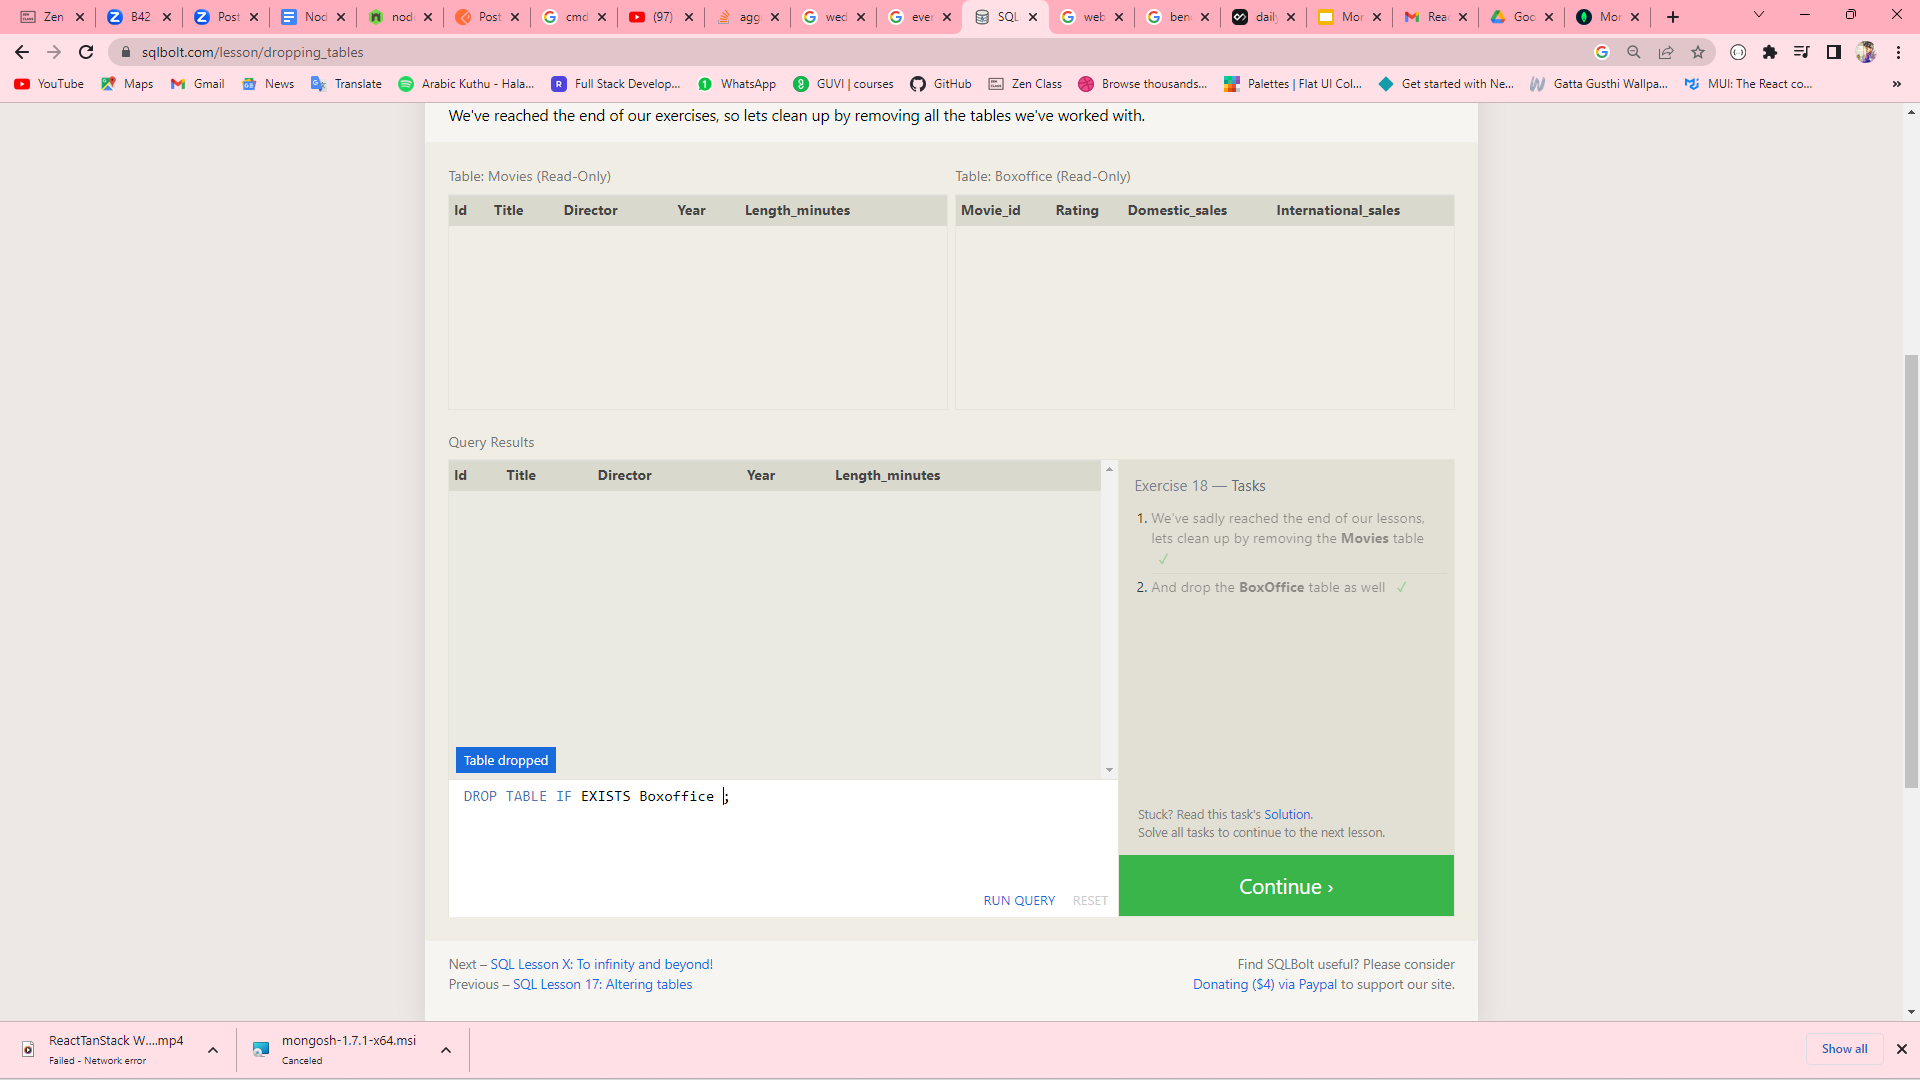 Zen
B42
Post
Nod
node
Post
cmd
(97)
agg
wed
ever
SQL
web
ben
daily
Mor
Rea
Goo
Mor
sqlbolt.com/lesson/dropping_tables
YouTube
Maps
Gmail
News
Translate
Arabic Kuthu - Hala...
Full Stack Develop...
WhatsApp
GUVI | courses
GitHub
Zen Class
Browse thousands...
Palettes | Flat UI Col...
Get started with Ne...
Gatta Gusthi Wallpa...
MUI: The React co...
»
We've reached the end of our exercises, so lets clean up by removing all the tables we've worked with.
Table: Movies (Read-Only)
Id Title Director Year Length_minutes
Table: Boxoffice (Read-Only)
Movie_id Rating Domestic_sales International_sales
Query Results
Id Title Director Year Length_minutes
Table dropped
DROP TABLE IF EXISTS Boxoffice ;
RUN QUERY RESET
Exercise 18 — Tasks
1. We've sadly reached the end of our lessons,
lets clean up by removing the Movies table
✓
2. And drop the BoxOffice table as well ✓
Stuck? Read this task's Solution.
Solve all tasks to continue to the next lesson.
Continue ›
Next – SQL Lesson X: To infinity and beyond!
Previous – SQL Lesson 17: Altering tables
Find SQLBolt useful? Please consider
Donating ($4) via Paypal to support our site.
ReactTanStack W....mp4
Failed - Network error
mongosh-1.7.1-x64.msi
Canceled
Show all